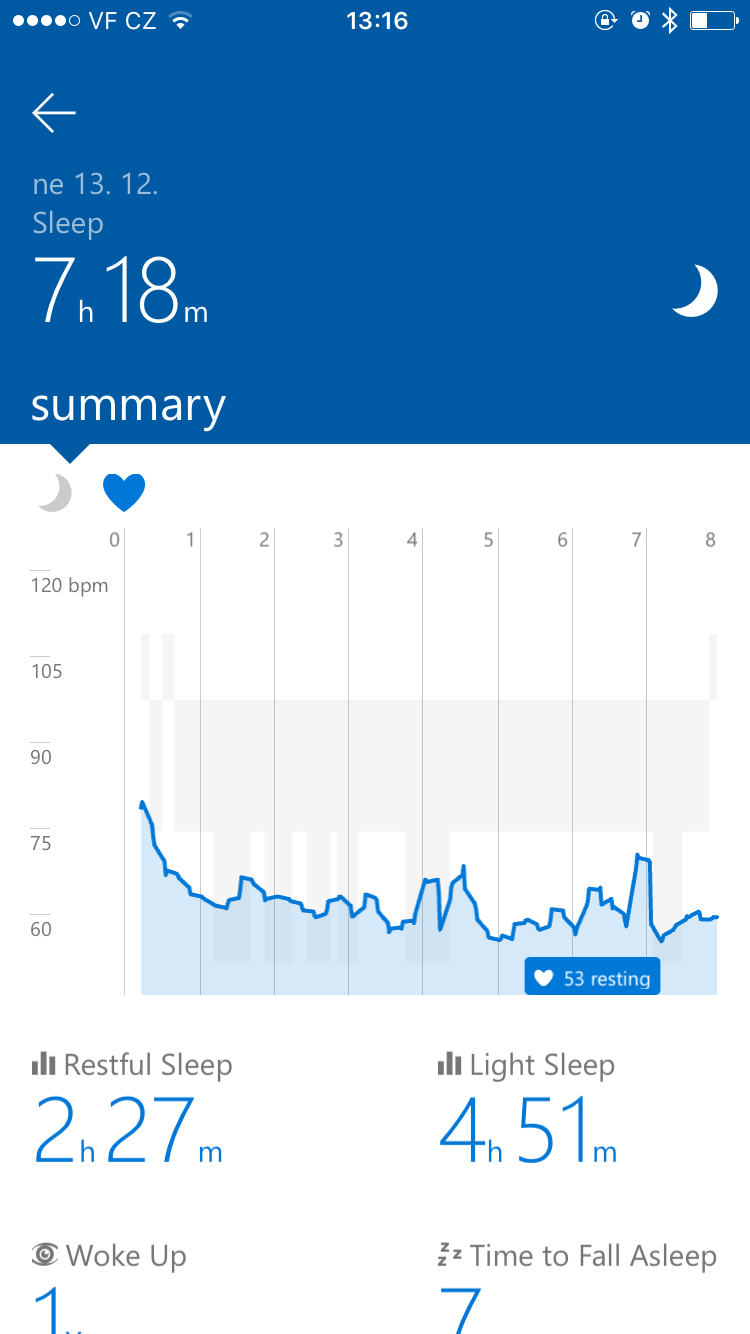 VF CZ 13:16
ne 13. 12.
Sleep
7h 18m
summary
0 1 2 3 4 5 6 7 8
120 bpm
105
90
75
60
53 resting
Restful Sleep Light Sleep
2h 27m 4h 51m
Woke Up zzz Time to Fall Asleep
1x 7